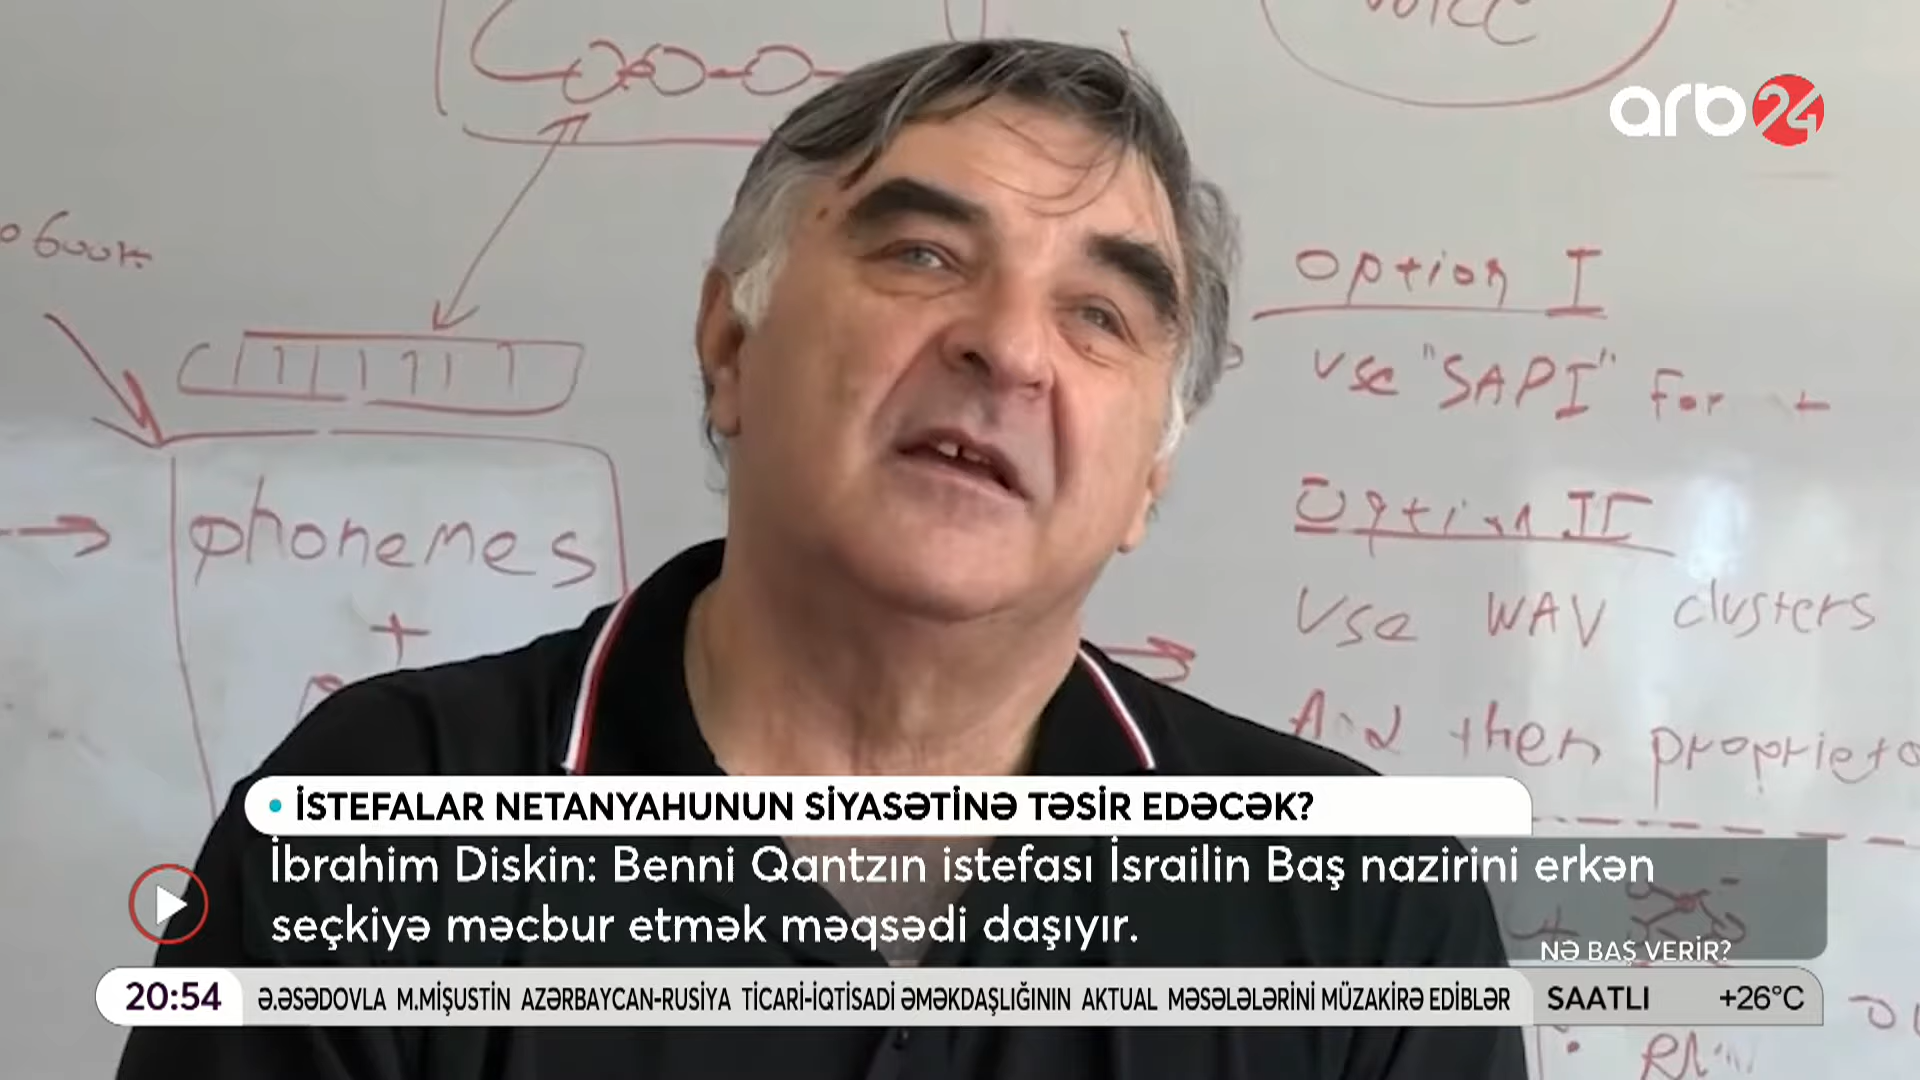 voice
arb24
Option I
Use "SAPI" For
phonemes
+
Option II
Use WAV clusters
And then
• İSTEFALAR NETANYAHUNUN SİYASƏTİNƏ TƏSİR EDƏCƏK?
İbrahim Diskin: Benni Qantzın istefası İsrailin Baş nazirini erkən
seçkiyə məcbur etmək məqsədi daşıyır.
NƏ BAŞ VERİR?
20:54 Ə.ƏSƏDOVLA M.MİŞUSTİN AZƏRBAYCAN-RUSİYA TİCARİ-İQTİSADİ ƏMƏKDAŞLIĞININ AKTUAL MƏSƏLƏLƏRİNİ MÜZAKİRƏ EDİBLƏR SAATLI +26°C